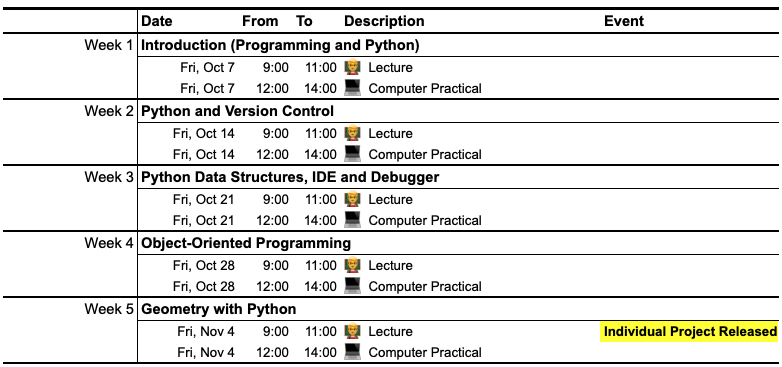 Date From To Description Event
Week 1 Introduction (Programming and Python)
Fri, Oct 7 9:00 11:00 Lecture
Fri, Oct 7 12:00 14:00 Computer Practical
Week 2 Python and Version Control
Fri, Oct 14 9:00 11:00 Lecture
Fri, Oct 14 12:00 14:00 Computer Practical
Week 3 Python Data Structures, IDE and Debugger
Fri, Oct 21 9:00 11:00 Lecture
Fri, Oct 21 12:00 14:00 Computer Practical
Week 4 Object-Oriented Programming
Fri, Oct 28 9:00 11:00 Lecture
Fri, Oct 28 12:00 14:00 Computer Practical
Week 5 Geometry with Python
Fri, Nov 4 9:00 11:00 Lecture Individual Project Released
Fri, Nov 4 12:00 14:00 Computer Practical